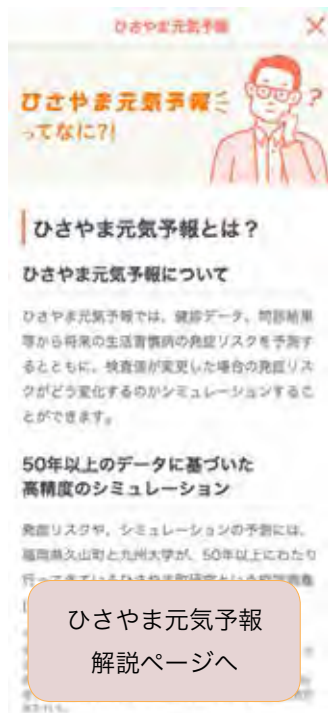 ひさやま元気予報
ひさやま元気予報
ってなに?!
?
ひさやま元気予報とは？
ひさやま元気予報について
ひさやま元気予報では、健診データ、問診結果
等から将来の生活習慣病の発症リスクを予測す
るとともに、検査値が変更した場合の発症リス
クがどう変化するのかシミュレーションするこ
とができます。
50年以上のデータに基づいた
高精度のシミュレーション
発症リスクや、シミュレーションの予測には、
福岡県久山町と九州大学が、50年以上にわたり
ひさやま元気予報
解説ページへ